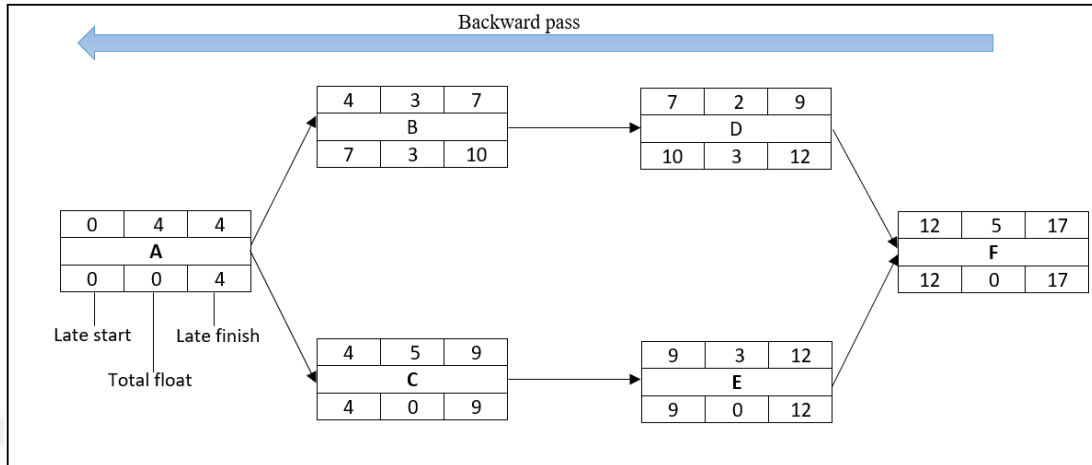 Backward pass
4 3 7
B
7 3 10
7 2 9
D
10 3 12
0 4 4
A
0 0 4
Late start
Late finish
Total float
12 5 17
F
12 0 17
4 5 9
C
4 0 9
9 3 12
E
9 0 12